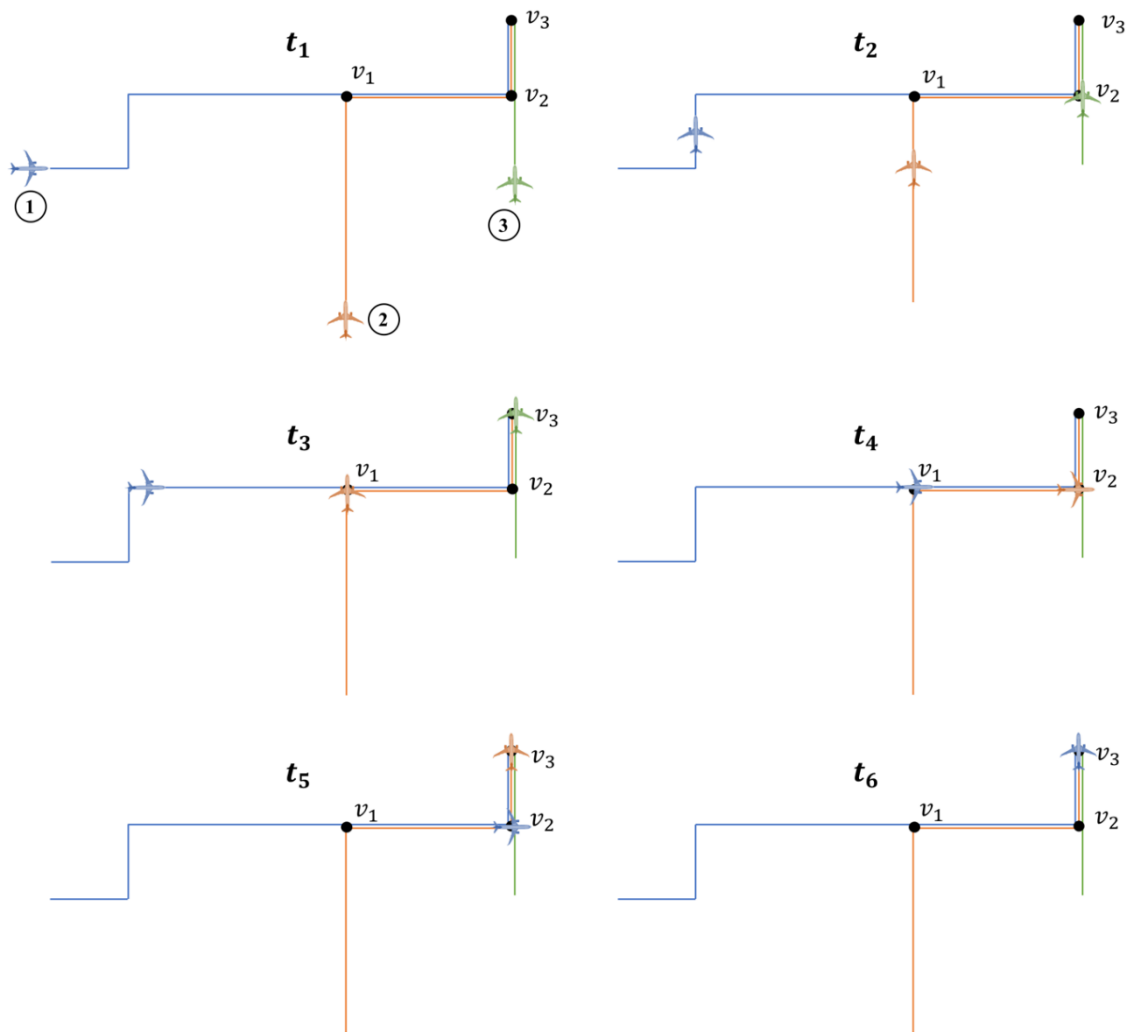 t₁
v₃
v₁
v₂
①
③
②
t₂
v₃
v₁
v₂
t₃
v₃
v₁
v₂
t₄
v₃
v₁
v₂
t₅
v₃
v₁
v₂
t₆
v₃
v₁
v₂